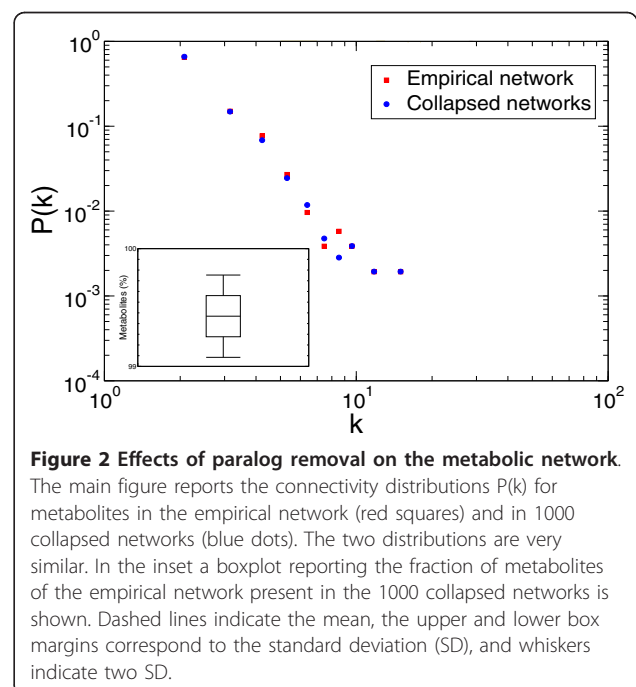 10^0
10^-1
10^-2
10^-3
10^-4
P(k)
Empirical network
Collapsed networks
100
Metabolites (%)
99
10^0 10^1 10^2
k
Figure 2 Effects of paralog removal on the metabolic network.
The main figure reports the connectivity distributions P(k) for
metabolites in the empirical network (red squares) and in 1000
collapsed networks (blue dots). The two distributions are very
similar. In the inset a boxplot reporting the fraction of metabolites
of the empirical network present in the 1000 collapsed networks is
shown. Dashed lines indicate the mean, the upper and lower box
margins correspond to the standard deviation (SD), and whiskers
indicate two SD.